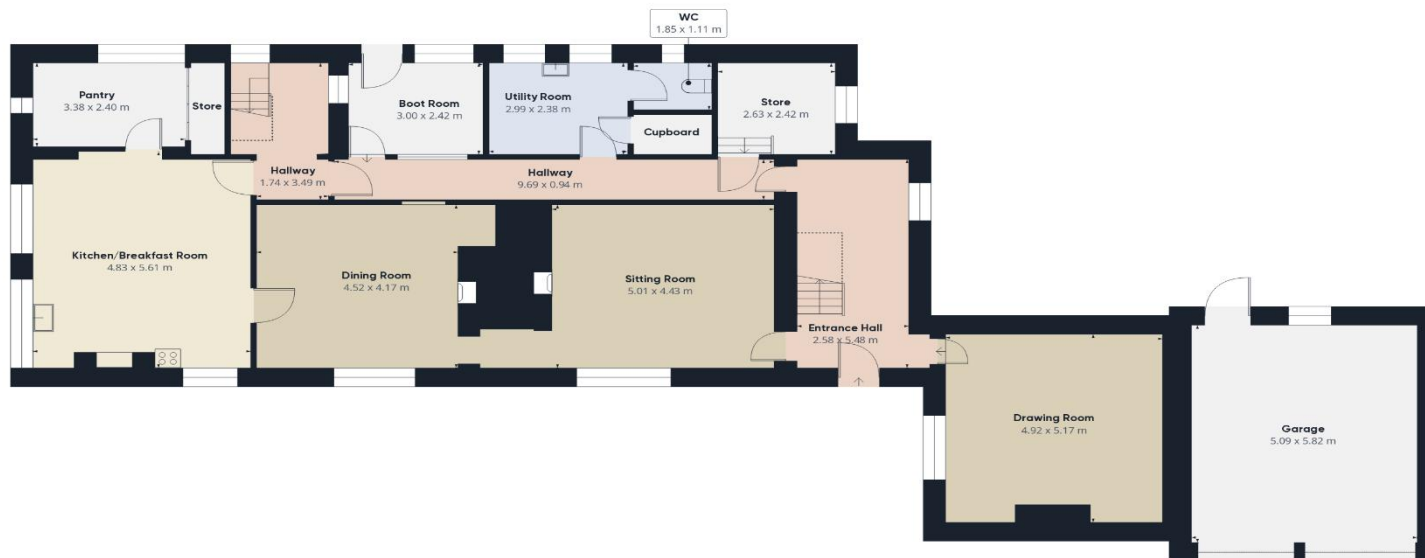 WC
1.85 x 1.11 m
Pantry
3.38 x 2.40 m
Store
Boot Room
3.00 x 2.42 m
Utility Room
2.99 x 2.38 m
Store
2.63 x 2.42 m
Cupboard
Hallway
1.74 x 3.49 m
Hallway
9.69 x 0.94 m
Kitchen/Breakfast Room
4.83 x 5.61 m
Dining Room
4.52 x 4.17 m
Sitting Room
5.01 x 4.43 m
Entrance Hall
2.58 x 5.48 m
Drawing Room
4.92 x 5.17 m
Garage
5.09 x 5.82 m